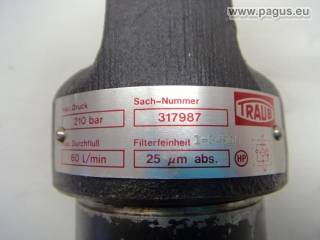 www.pagus.eu
Druck
Sach-Nummer
210 bar
317987
TRAUB
Durchfluß
Filterfeinheit
60 L/min
25 µm abs.
HP